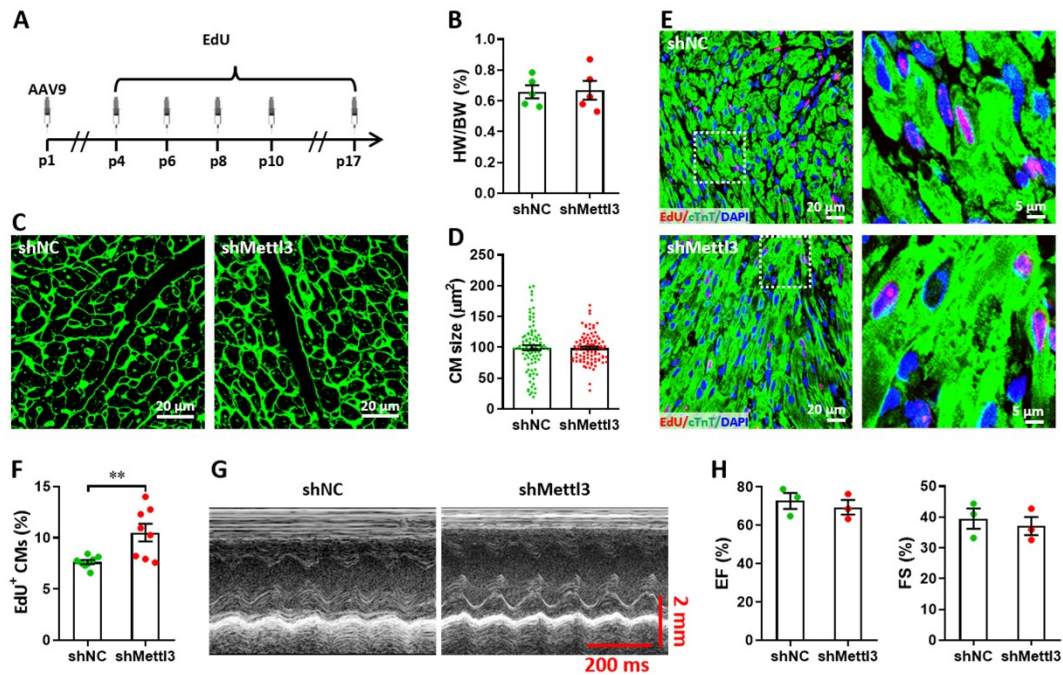 A
EdU
AAV9
p1
p4
p6
p8
p10
p17
B
HW/BW (%)
1.0
0.8
0.6
0.4
0.2
0.0
shNC
shMettl3
C
shNC
20 μm
shMettl3
20 μm
D
CM size (μm²)
250
200
150
100
50
0
shNC
shMettl3
E
shNC
EdU/cTnT/DAPI
20 μm
5 μm
shMettl3
EdU/cTnT/DAPI
20 μm
5 μm
F
EdU⁺ CMs (%)
15
10
5
0
**
shNC
shMettl3
G
shNC
shMettl3
2 mm
200 ms
H
EF (%)
80
60
40
20
0
shNC
shMettl3
FS (%)
50
40
30
20
10
0
shNC
shMettl3